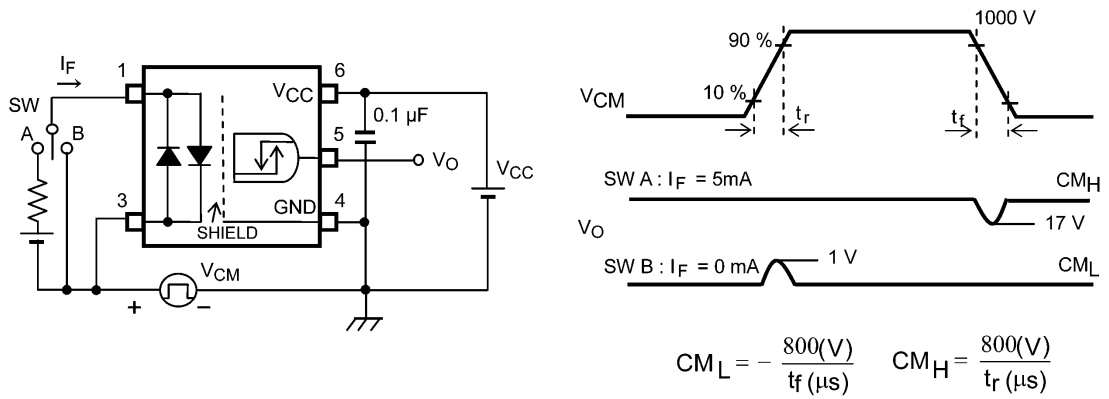 I_F
1
SW
A
B
3
SHIELD
V_CC
6
0.1 µF
5
V_O
V_CC
GND
4
V_CM
+
−
1000 V
90 %
V_CM
10 %
t_r
t_f
SW A : I_F = 5mA
CM_H
17 V
V_O
SW B : I_F = 0 mA
1 V
CM_L
CM_L = − 800(V) / t_f (µs)
CM_H = 800(V) / t_r (µs)